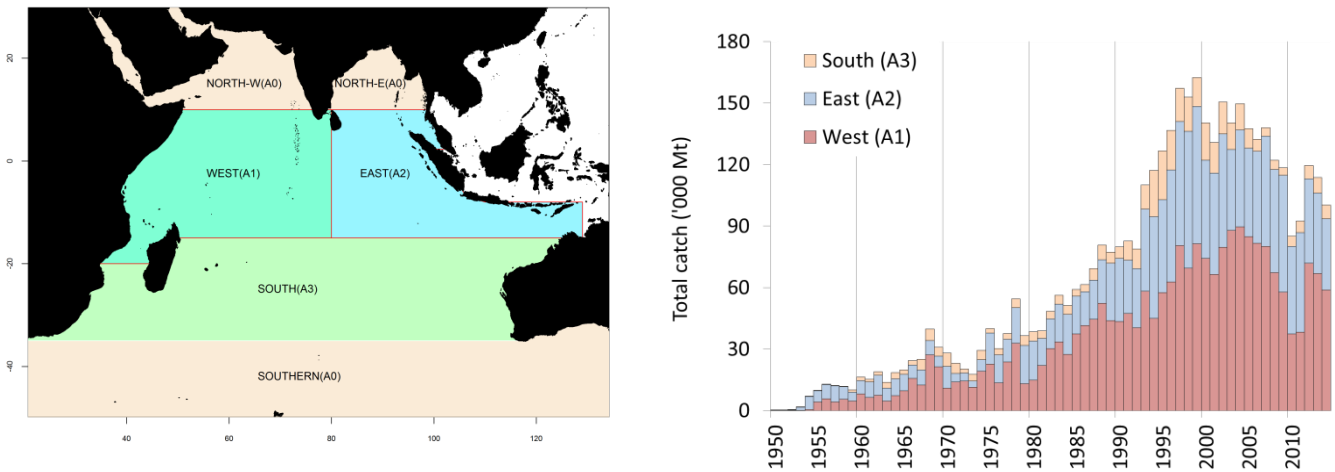 20
0
-20
-40
NORTH-W(A0)
NORTH-E(A0)
WEST(A1)
EAST(A2)
SOUTH(A3)
SOUTHERN(A0)
40
60
80
100
120
Total catch ('000 Mt)
180
150
120
90
60
30
0
South (A3)
East (A2)
West (A1)
1950
1955
1960
1965
1970
1975
1980
1985
1990
1995
2000
2005
2010